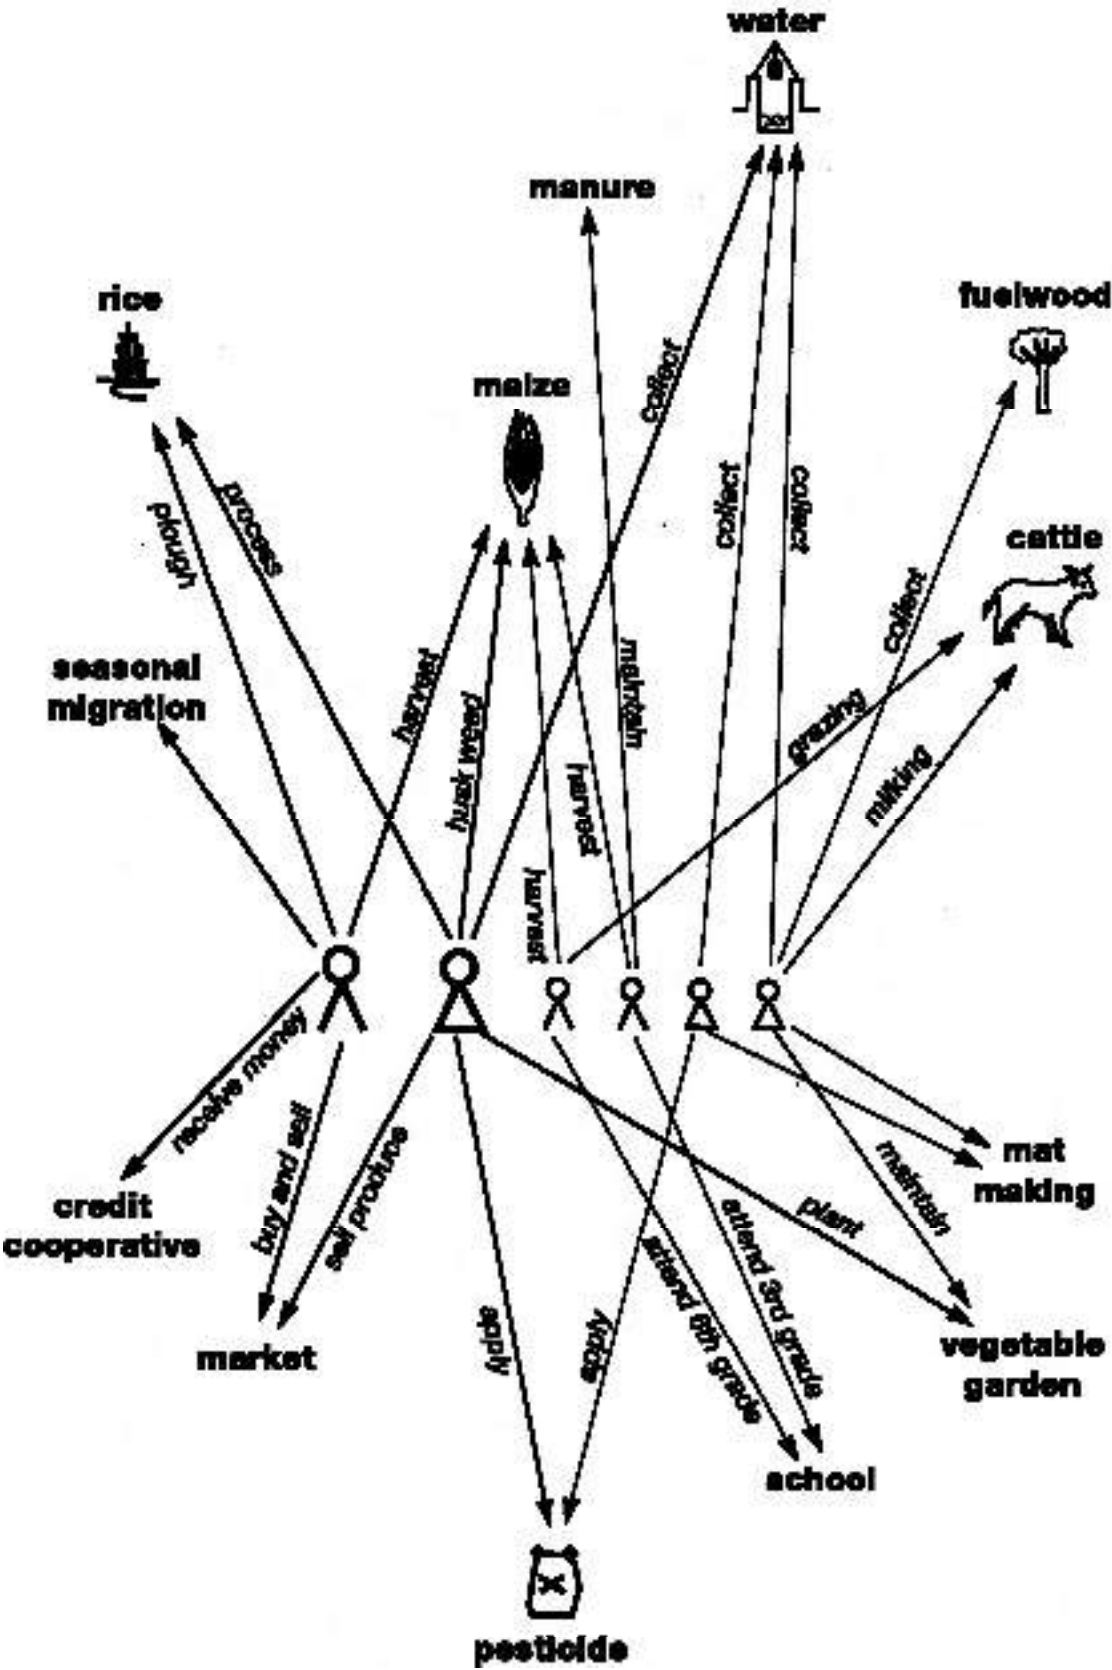 water
manure
rice
fuelwood
maize
collect
collect
collect
process
plough
cattle
collect
seasonal
migration
harvest
husk weed
maintain
harvest
harvest
grazing
milking
receive money
buy and sell
sell produce
credit
cooperative
market
apply
apply
attend 6th grade
attend 3rd grade
plant
maintain
mat
making
vegetable
garden
school
X
pesticide